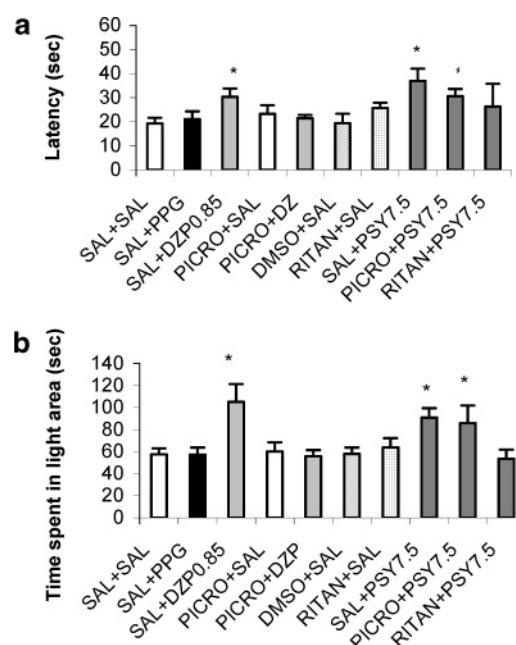 a
Latency (sec)
60
50
40
30
20
10
0
*
*
*
SAL+SAL
SAL+PPG
SAL+DZP0.85
PICRO+SAL
PICRO+DZ
DMSO+SAL
RITAN+SAL
SAL+PSY7.5
PICRO+PSY7.5
RITAN+PSY7.5
b
Time spent in light area (sec)
140
120
100
80
60
40
20
0
*
*
*
SAL+SAL
SAL+PPG
SAL+DZP0.85
PICRO+SAL
PICRO+DZP
DMSO+SAL
RITAN+SAL
SAL+PSY7.5
PICRO+PSY7.5
RITAN+PSY7.5